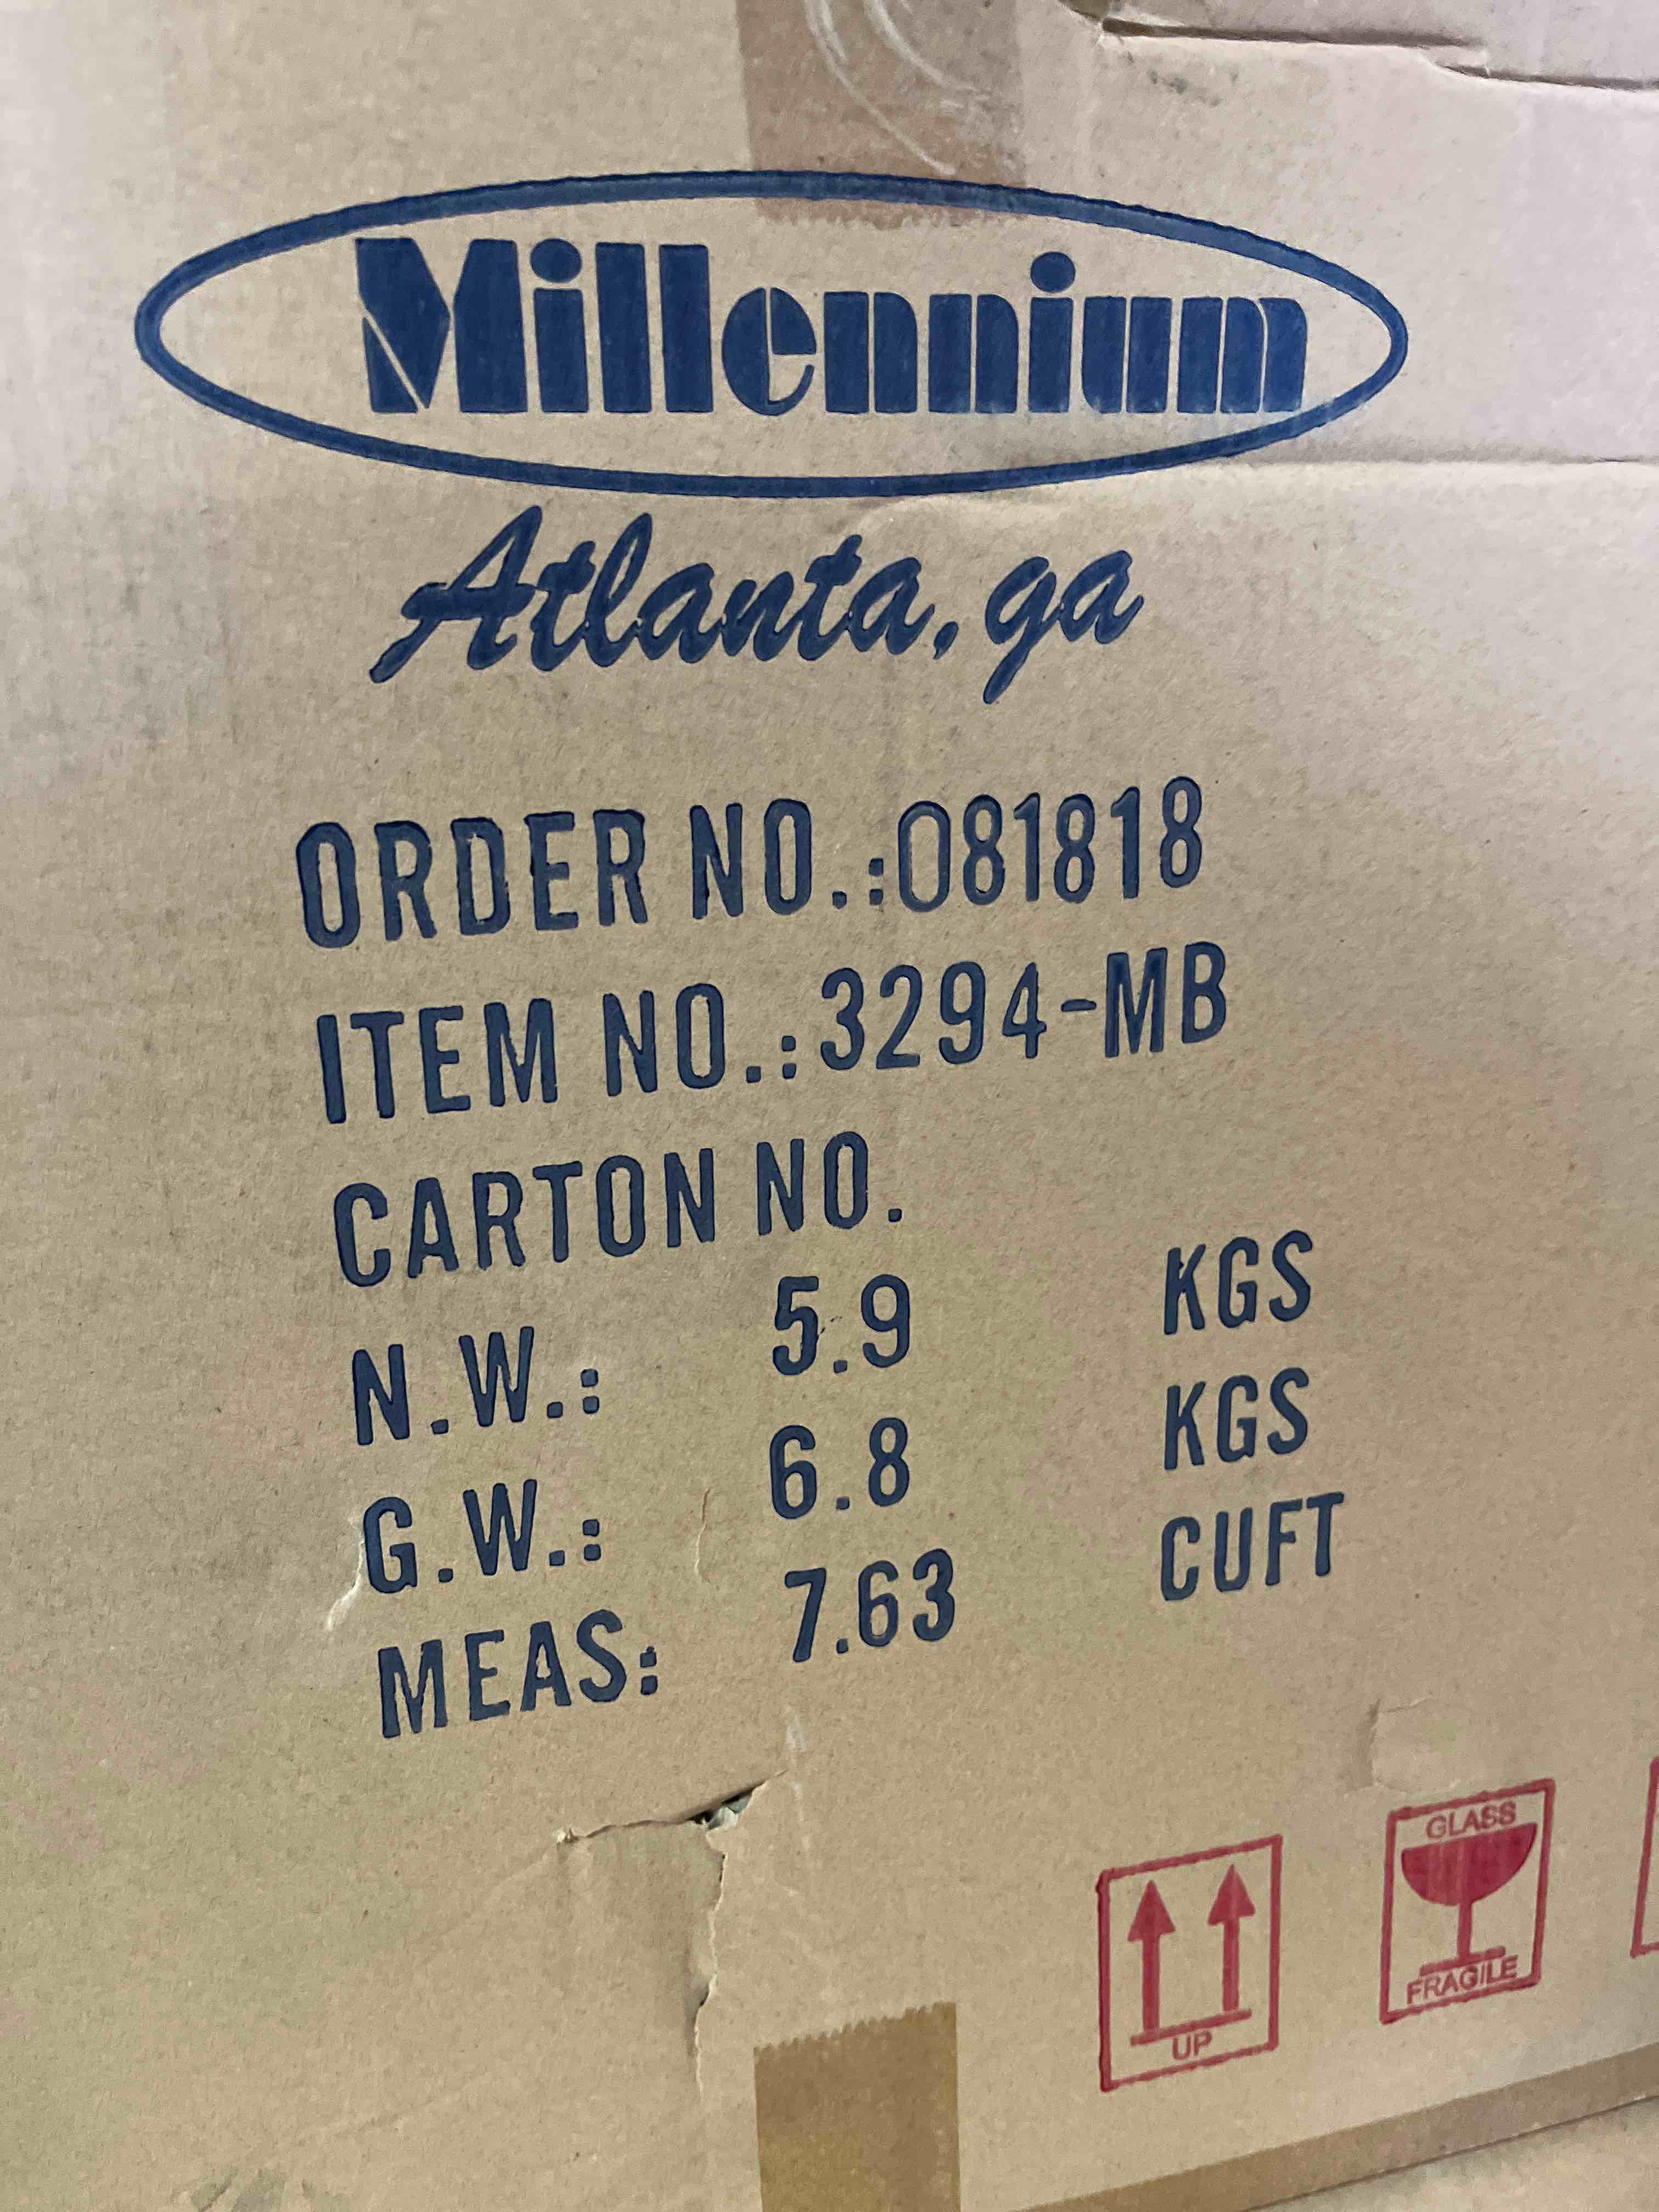 Millennium
Atlanta, ga
ORDER NO.:081818
ITEM NO.:3294-MB
CARTON NO.
N.W.: 5.9 KGS
G.W.: 6.8 KGS
MEAS: 7.63 CUFT
UP
GLASS
FRAGILE